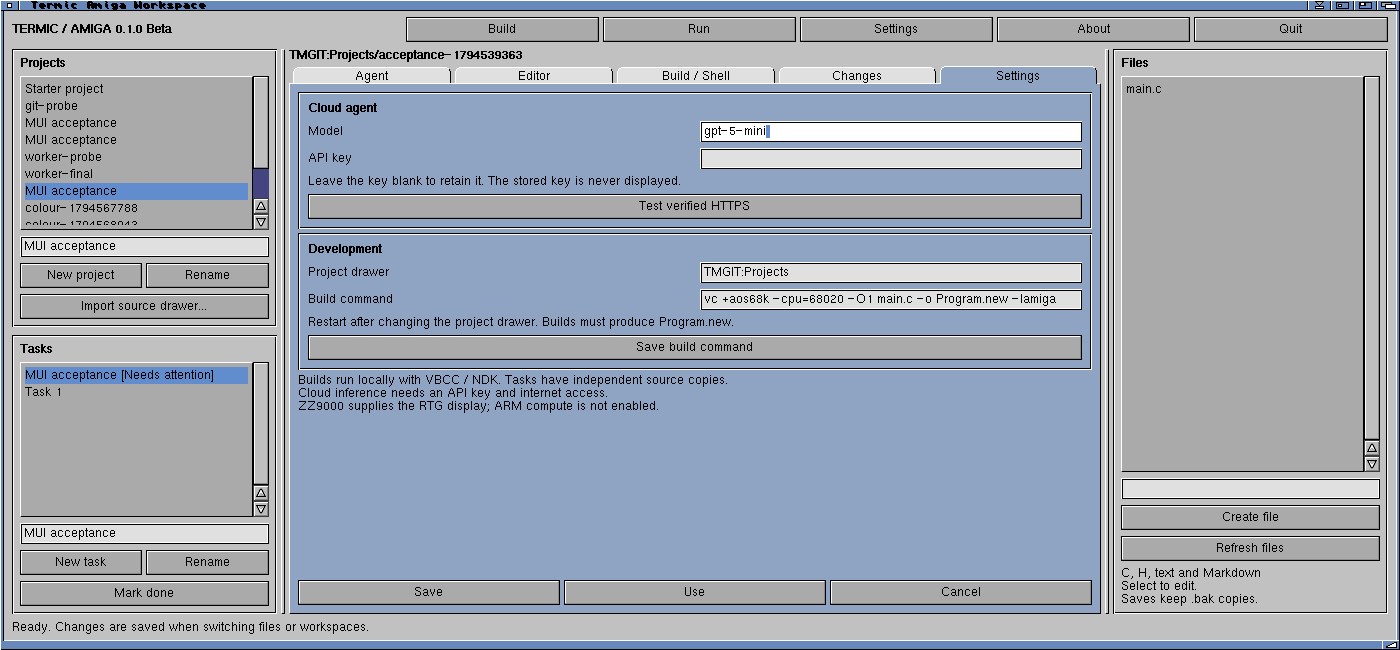 Termic Amiga Workspace
TERMIC / AMIGA 0.1.0 Beta
Build
Run
Settings
About
Quit
Projects
Starter project
git-probe
MUI acceptance
MUI acceptance
worker-probe
worker-final
MUI acceptance
colour-1794567788
colour-1794568043
MUI acceptance
New project
Rename
Import source drawer...
Tasks
MUI acceptance [Needs attention]
Task 1
MUI acceptance
New task
Rename
Mark done
TMGIT:Projects/acceptance-1794539363
Agent
Editor
Build / Shell
Changes
Settings
Cloud agent
Model
gpt-5-mini
API key
Leave the key blank to retain it. The stored key is never displayed.
Test verified HTTPS
Development
Project drawer
TMGIT:Projects
Build command
vc +aos68k -cpu=68020 -O1 main.c -o Program.new -lamiga
Restart after changing the project drawer. Builds must produce Program.new.
Save build command
Builds run locally with VBCC / NDK. Tasks have independent source copies.
Cloud inference needs an API key and internet access.
ZZ9000 supplies the RTG display; ARM compute is not enabled.
Save
Use
Cancel
Files
main.c
Create file
Refresh files
C, H, text and Markdown
Select to edit.
Saves keep .bak copies.
Ready. Changes are saved when switching files or workspaces.